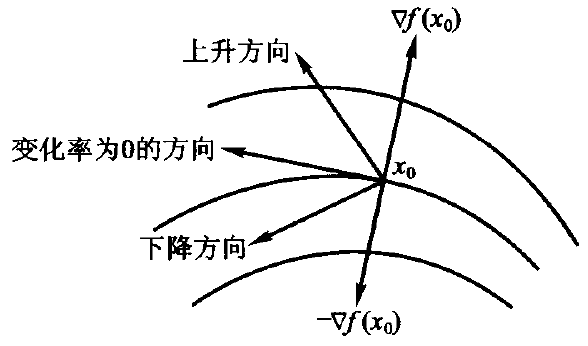 ∇f(x₀)
上升方向
变化率为0的方向
x₀
下降方向
-∇f(x₀)